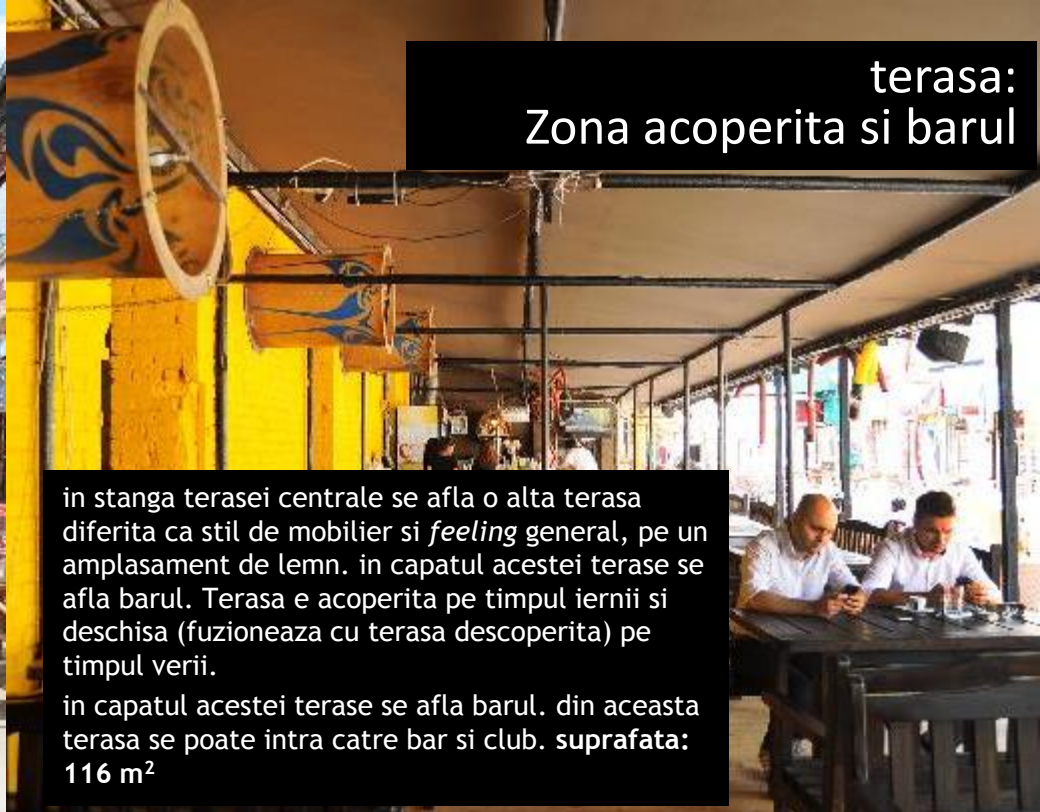 terasa:
Zona acoperita si barul
in stanga terasei centrale se afla o alta terasa
diferita ca stil de mobilier si feeling general, pe un
amplasament de lemn. in capatul acestei terase se
afla barul. Terasa e acoperita pe timpul iernii si
deschisa (fuzioneaza cu terasa descoperita) pe
timpul verii.
in capatul acestei terase se afla barul. din aceasta
terasa se poate intra catre bar si club. suprafata:
116 m²